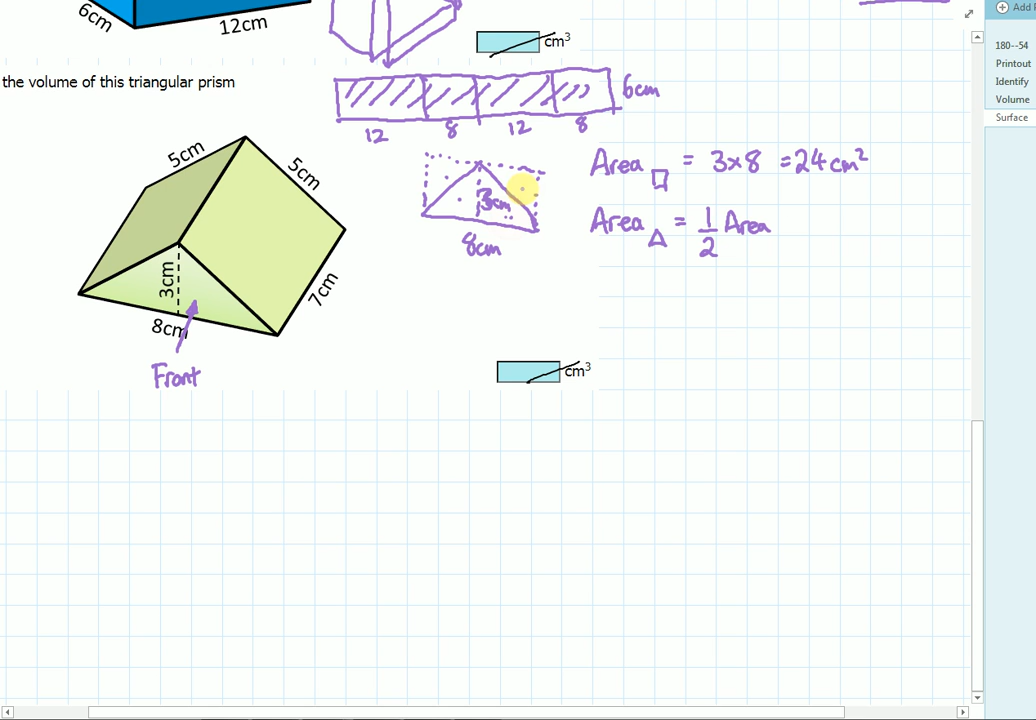 6cm
12cm
cm³
the volume of this triangular prism
6cm
12
8
12
8
5cm
5cm
3cm
8cm
7cm
Front
3cm
8cm
Area□ = 3×8 = 24cm²
Area△ = 1/2 Area
cm³
Add P
180--54
Printout
Identify
Volume
Surface